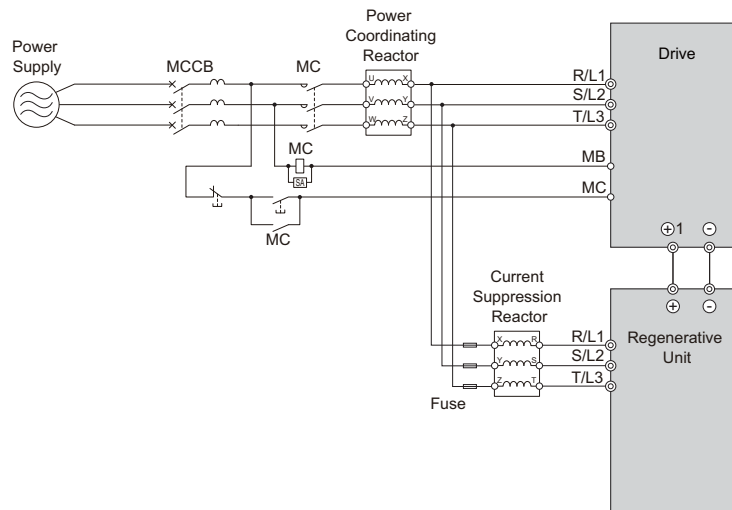 Power
Supply
MCCB
MC
Power
Coordinating
Reactor
U
X
V
Y
W
Z
Drive
R/L1
S/L2
T/L3
MC
SA
MB
MC
MC
+1
-
+
-
Current
Suppression
Reactor
X
R
Y
S
Z
T
Fuse
R/L1
S/L2
T/L3
Regenerative
Unit